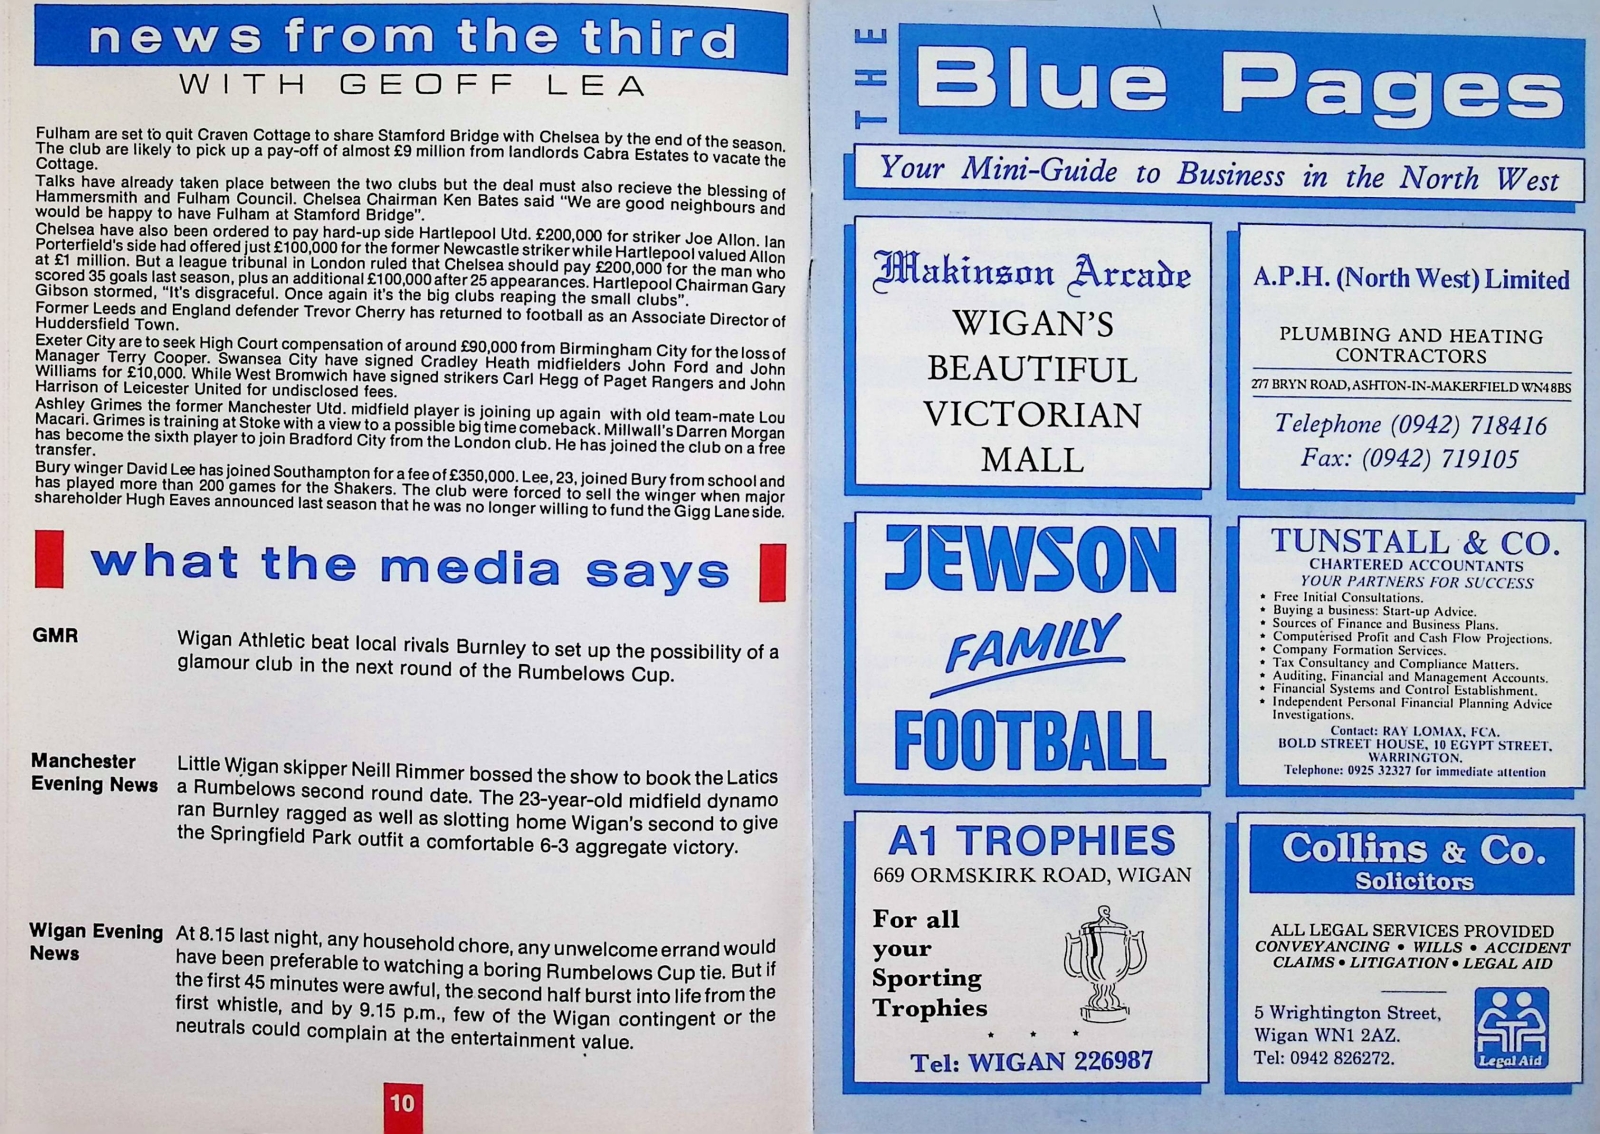 news from the third
WITH GEOFF LEA
Fulham are set to quit Craven Cottage to share Stamford Bridge with Chelsea by the end of the season.
The club are likely to pick up a pay-off of almost £9 million from landlords Cabra Estates to vacate the
Cottage.
Talks have already taken place between the two clubs but the deal must also recieve the blessing of
Hammersmith and Fulham Council. Chelsea Chairman Ken Bates said "We are good neighbours and
would be happy to have Fulham at Stamford Bridge".
Chelsea have also been ordered to pay hard-up side Hartlepool Utd. £200,000 for striker Joe Allon. Ian
Porterfield's side had offered just £100,000 for the former Newcastle striker while Hartlepool valued Allon
at £1 million. But a league tribunal in London ruled that Chelsea should pay £200,000 for the man who
scored 35 goals last season, plus an additional £100,000 after 25 appearances. Hartlepool Chairman Gary
Gibson stormed, "It's disgraceful. Once again it's the big clubs reaping the small clubs".
Former Leeds and England defender Trevor Cherry has returned to football as an Associate Director of
Huddersfield Town.
Exeter City are to seek High Court compensation of around £90,000 from Birmingham City for the loss of
Manager Terry Cooper. Swansea City have signed Cradley Heath midfielders John Ford and John
Williams for £10,000. While West Bromwich have signed strikers Carl Hegg of Paget Rangers and John
Harrison of Leicester United for undisclosed fees.
Ashley Grimes the former Manchester Utd. midfield player is joining up again with old team-mate Lou
Macari. Grimes is training at Stoke with a view to a possible big time comeback. Millwall's Darren Morgan
has become the sixth player to join Bradford City from the London club. He has joined the club on a free
transfer.
Bury winger David Lee has joined Southampton for a fee of £350,000. Lee, 23, joined Bury from school and
has played more than 200 games for the Shakers. The club were forced to sell the winger when major
shareholder Hugh Eaves announced last season that he was no longer willing to fund the Gigg Lane side.
what the media says
GMR
Wigan Athletic beat local rivals Burnley to set up the possibility of a
glamour club in the next round of the Rumbelows Cup.
Manchester
Evening News
Little Wigan skipper Neill Rimmer bossed the show to book the Latics
a Rumbelows second round date. The 23-year-old midfield dynamo
ran Burnley ragged as well as slotting home Wigan's second to give
the Springfield Park outfit a comfortable 6-3 aggregate victory.
Wigan Evening
News
At 8.15 last night, any household chore, any unwelcome errand would
have been preferable to watching a boring Rumbelows Cup tie. But if
the first 45 minutes were awful, the second half burst into life from the
first whistle, and by 9.15 p.m., few of the Wigan contingent or the
neutrals could complain at the entertainment value.
10
THE
Blue Pages
Your Mini-Guide to Business in the North West
Makinson Arcade
WIGAN'S
BEAUTIFUL
VICTORIAN
MALL
A.P.H. (North West) Limited
PLUMBING AND HEATING
CONTRACTORS
277 BRYN ROAD, ASHTON-IN-MAKERFIELD WN4 8BS
Telephone (0942) 718416
Fax: (0942) 719105
JEWSON
FAMILY
FOOTBALL
TUNSTALL & CO.
CHARTERED ACCOUNTANTS
YOUR PARTNERS FOR SUCCESS
* Free Initial Consultations.
* Buying a business: Start-up Advice.
* Sources of Finance and Business Plans.
* Computerised Profit and Cash Flow Projections.
* Company Formation Services.
* Tax Consultancy and Compliance Matters.
* Auditing, Financial and Management Accounts.
* Financial Systems and Control Establishment.
* Independent Personal Financial Planning Advice
Investigations.
Contact: RAY LOMAX, FCA.
BOLD STREET HOUSE, 10 EGYPT STREET,
WARRINGTON.
Telephone: 0925 32327 for immediate attention
A1 TROPHIES
669 ORMSKIRK ROAD, WIGAN
For all
your
Sporting
Trophies
* * *
Tel: WIGAN 226987
Collins & Co.
Solicitors
ALL LEGAL SERVICES PROVIDED
CONVEYANCING • WILLS • ACCIDENT
CLAIMS • LITIGATION • LEGAL AID
5 Wrightington Street,
Wigan WN1 2AZ.
Tel: 0942 826272.
Legal Aid